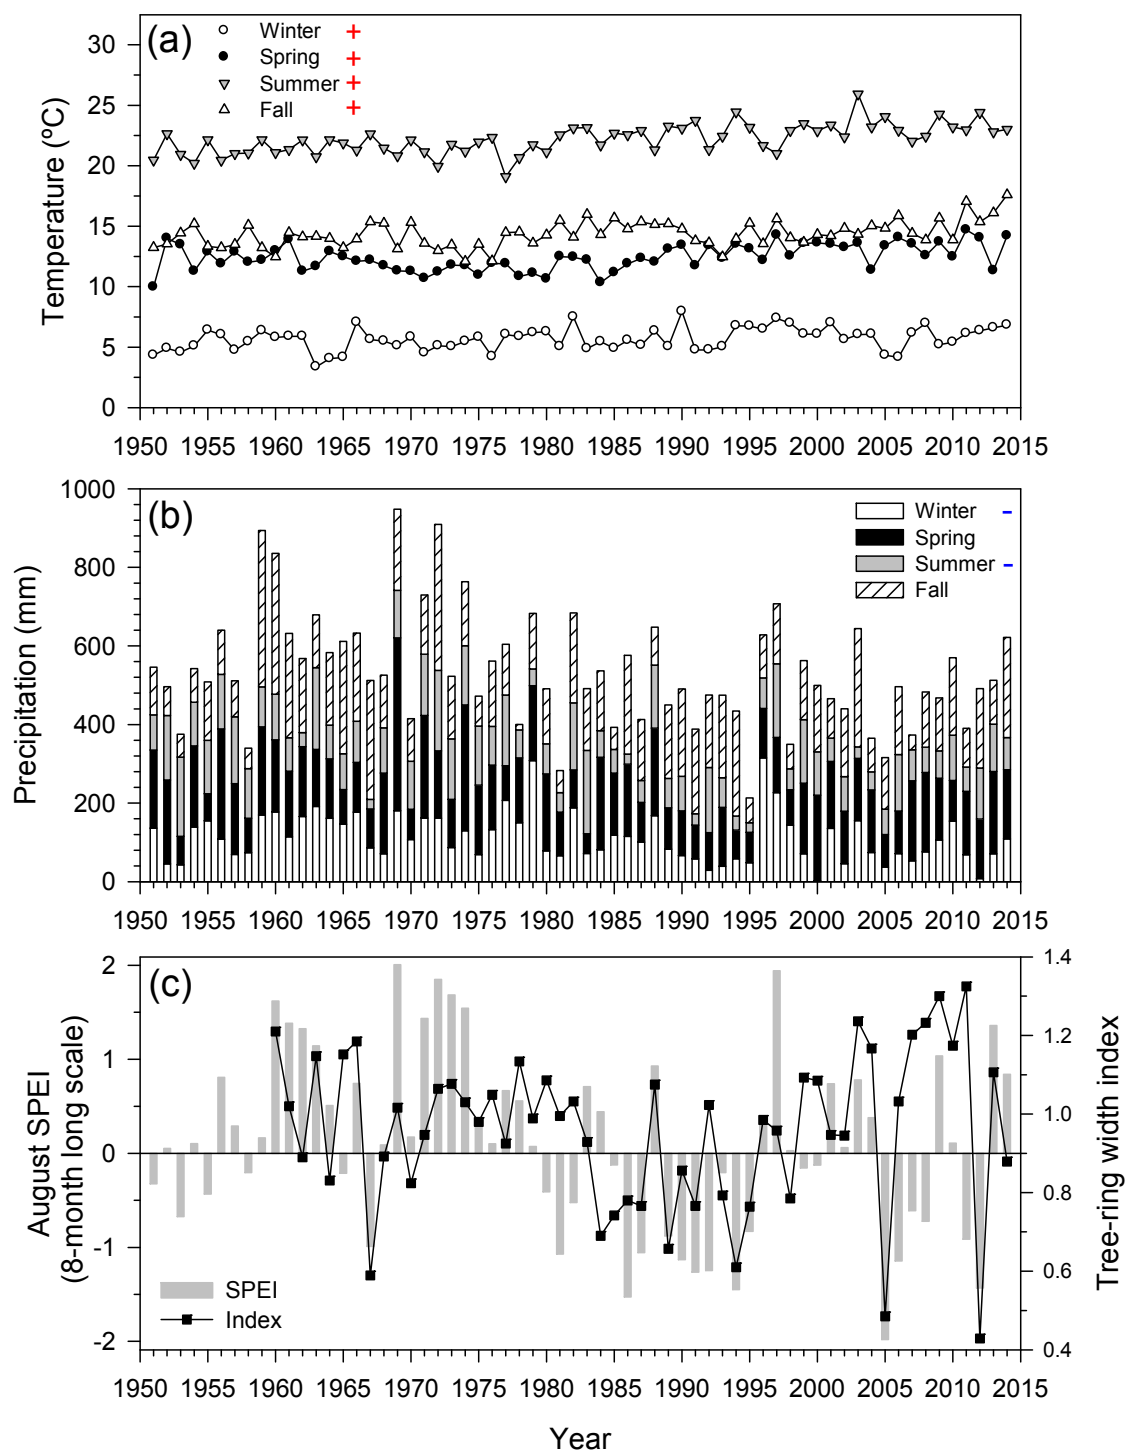 (a)
Winter +
Spring +
Summer +
Fall +
Temperature (ºC)
30
25
20
15
10
5
0
1950 1955 1960 1965 1970 1975 1980 1985 1990 1995 2000 2005 2010 2015
(b)
Winter -
Spring
Summer -
Fall
Precipitation (mm)
1000
800
600
400
200
0
1950 1955 1960 1965 1970 1975 1980 1985 1990 1995 2000 2005 2010 2015
(c)
August SPEI
(8-month long scale)
2
1
0
-1
-2
SPEI
Index
1.4
1.2
1.0
0.8
0.6
0.4
Tree-ring width index
1950 1955 1960 1965 1970 1975 1980 1985 1990 1995 2000 2005 2010 2015
Year